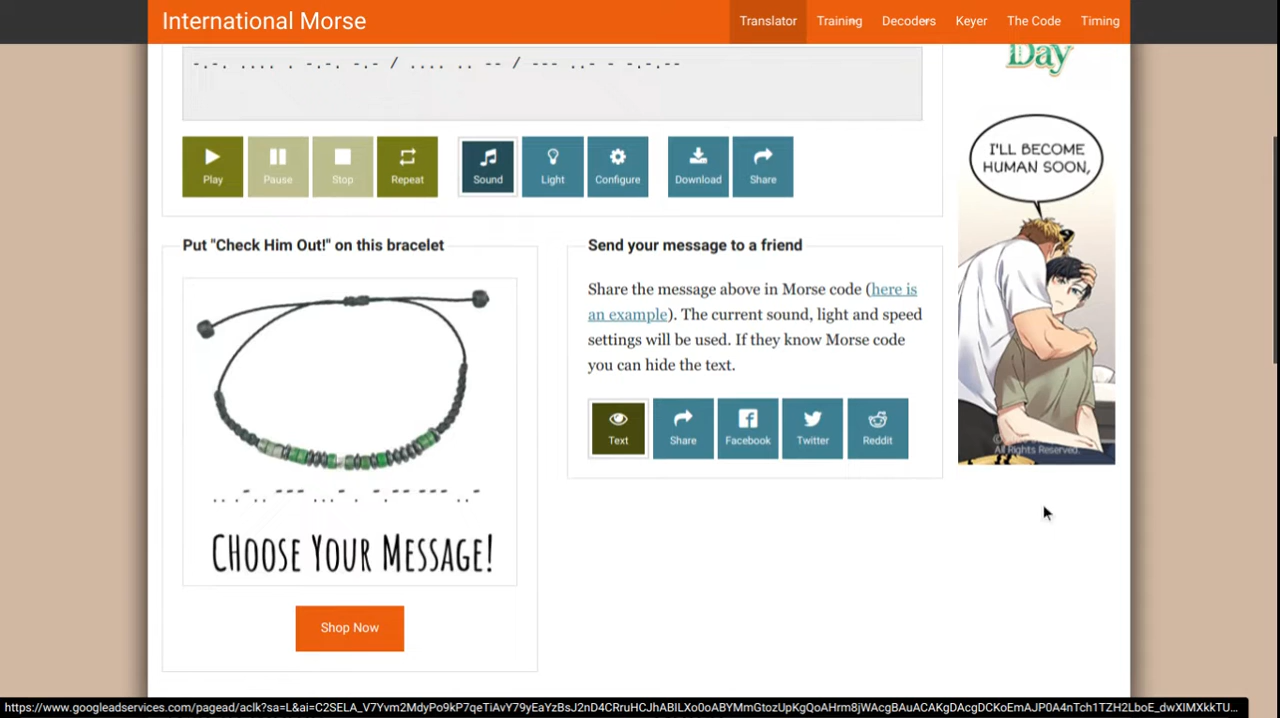 International Morse
Translator Training Decoders Keyer The Code Timing
-.-. .... . -.-. -.- / .... .. -- / --- ..- - -.-.--
Play Pause Stop Repeat Sound Light Configure Download Share
Put "Check Him Out!" on this bracelet
.. .-.. --- ...- . -.-- --- ..-
CHOOSE YOUR MESSAGE!
Shop Now
Send your message to a friend
Share the message above in Morse code (here is
an example). The current sound, light and speed
settings will be used. If they know Morse code
you can hide the text.
Text Share Facebook Twitter Reddit
Day
I'LL BECOME
HUMAN SOON,
All Rights Reserved.